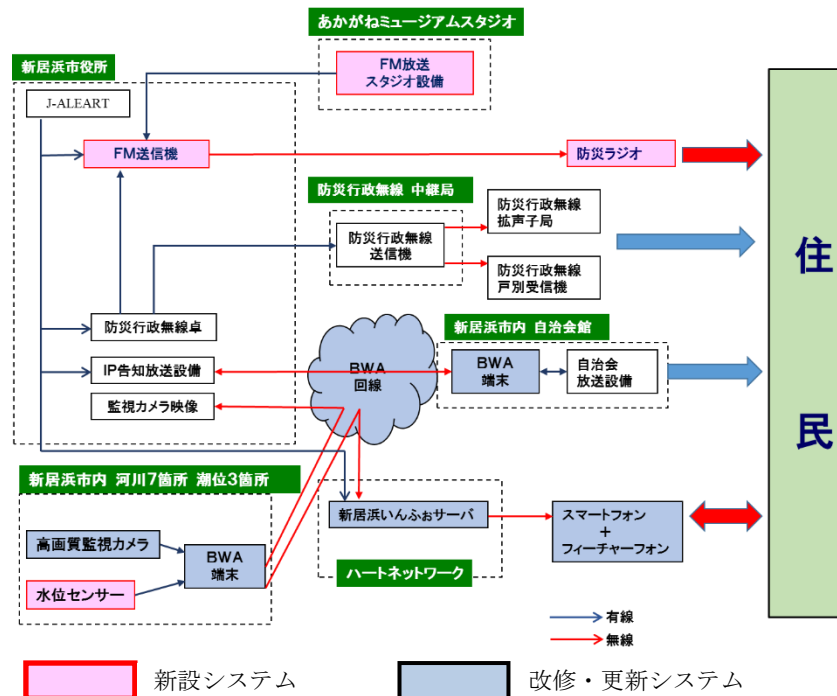 あかがねミュージアムスタジオ
FM放送
スタジオ設備
新居浜市役所
J-ALEART
FM送信機
防災ラジオ
防災行政無線 中継局
防災行政無線
送信機
防災行政無線
拡声子局
防災行政無線
戸別受信機
住
民
防災行政無線卓
IP告知放送設備
監視カメラ映像
BWA
回線
新居浜市内 自治会館
BWA
端末
自治会
放送設備
新居浜市内 河川7箇所 潮位3箇所
高画質監視カメラ
水位センサー
BWA
端末
新居浜いんふぉサーバ
ハートネットワーク
スマートフォン
+
フィーチャーフォン
有線
無線
新設システム
改修・更新システム